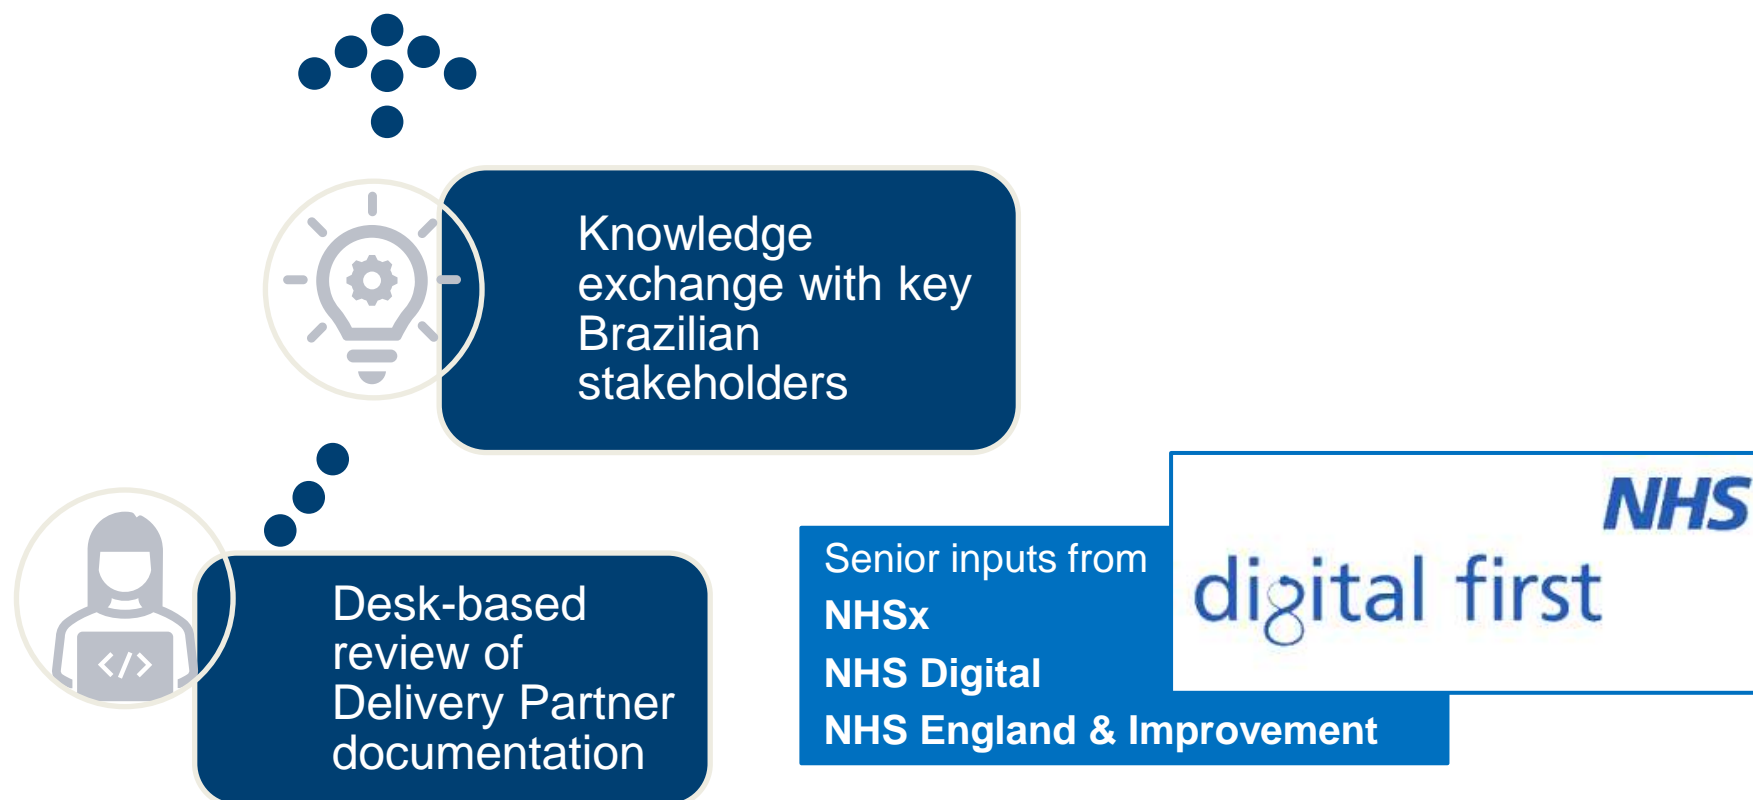 Knowledge
exchange with key
Brazilian
stakeholders
Desk-based
review of
Delivery Partner
documentation
</>
Senior inputs from
NHSx
NHS Digital
NHS England & Improvement
NHS
digital first